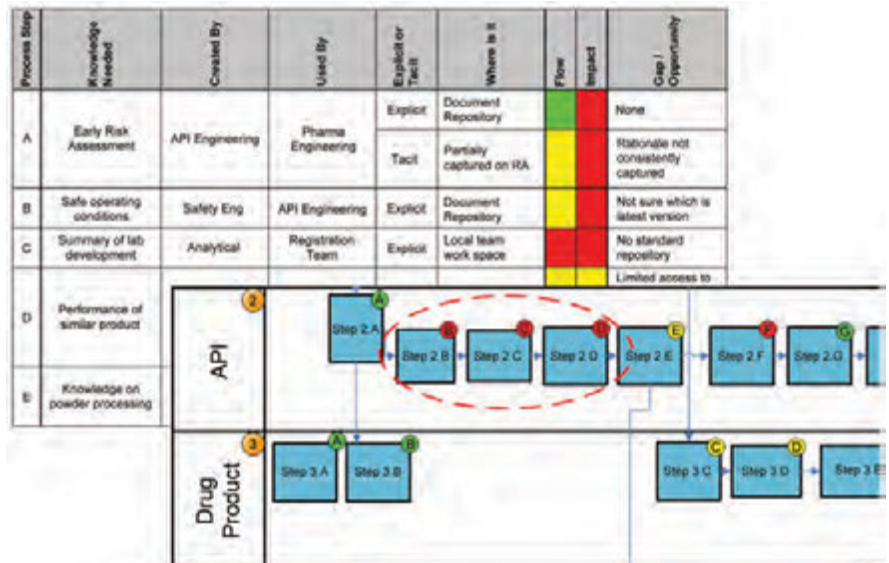 Process Step
Knowledge
Needed
Created By
Used By
Explicit or
Tacit
Where is it
Flow
Impact
Gap /
Opportunity
A
Early Risk
Assessment
API Engineering
Pharma
Engineering
Explicit
Document
Repository
None
Tacit
Partially
captured on RA
Rationale not
consistently
captured
B
Safe operating
conditions
Safety Eng
API Engineering
Explicit
Document
Repository
Not sure which is
latest version
C
Summary of lab
development
Analytical
Registration
Team
Explicit
Local team
work space
No standard
repository
Limited access to
D
Performance of
similar product
E
Knowledge on
powder processing
2
API
A
Step 2.A
B
Step 2 B
C
Step 2 C
D
Step 2 D
E
Step 2 E
F
Step 2.F
G
Step 2.G
3
Drug
Product
A
Step 3.A
B
Step 3.B
C
Step 3 C
D
Step 3 D
Step 3 E